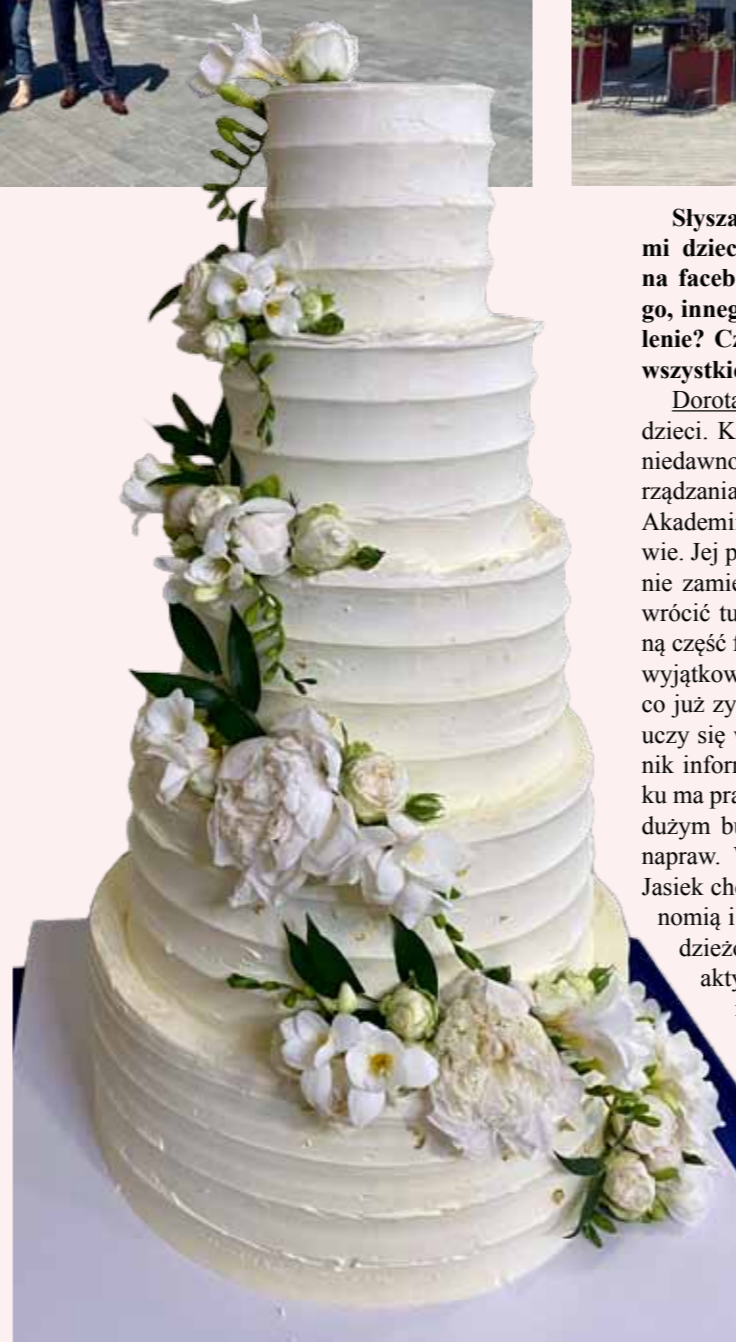 Słysza
mi dziec
na faceb
go, inneg
lenie? Cz
wszystkie
Dorota
dzieci. K
niedawno
rządzania
Akademi
wie. Jej p
nie zamie
wrócić tu
ną część f
wyjątkow
co już zy
uczy się w
nik infor
ku ma pra
dużym bu
napraw. W
Jasiek ch
nomią i
dzieżo
akty